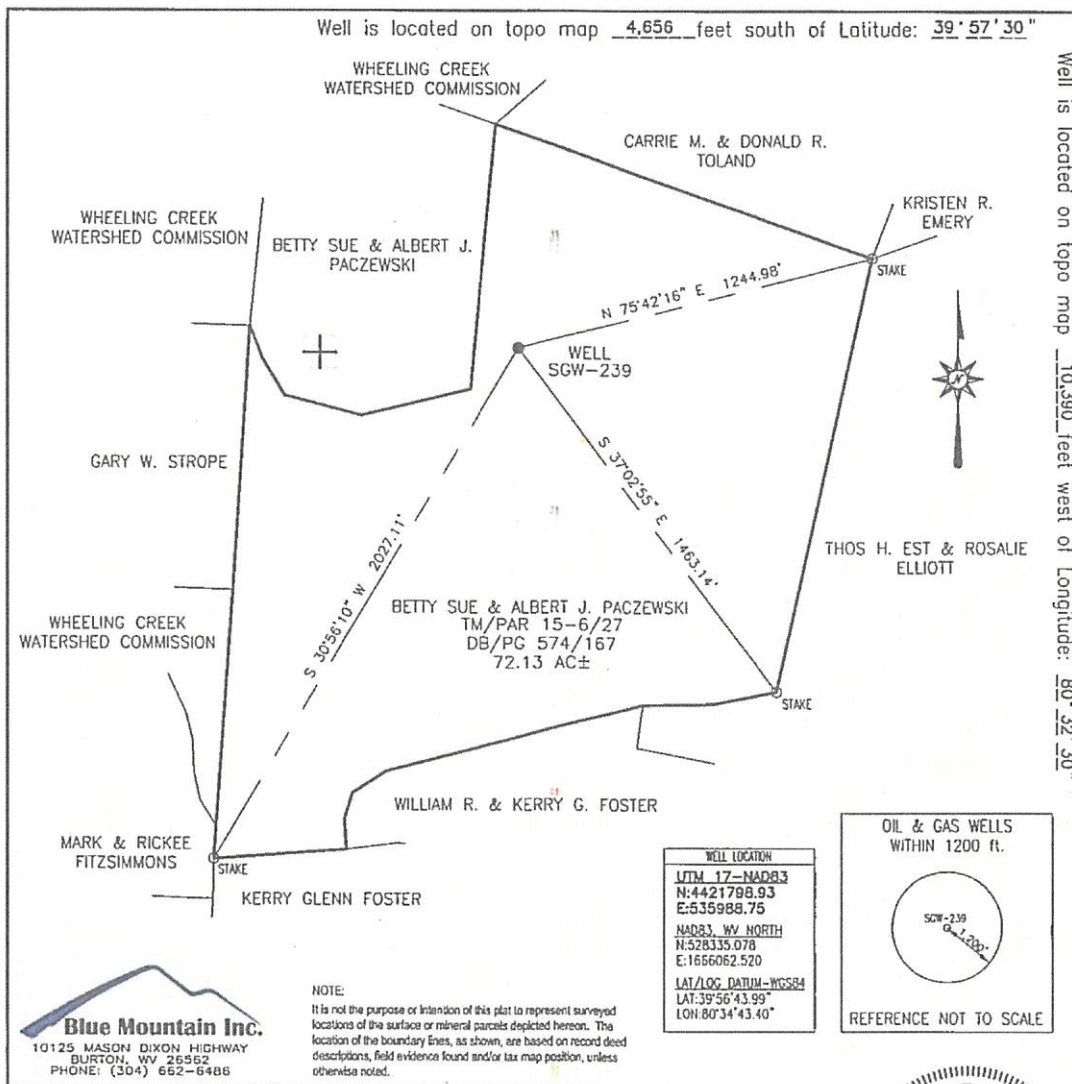 Well is located on topo map 4,656 feet south of Latitude: 39°57'30"
Well is located on topo map 10,390 feet west of Longitude: 80° 32' 30"
WHEELING CREEK
WATERSHED COMMISSION
CARRIE M. & DONALD R.
TOLAND
WHEELING CREEK
WATERSHED COMMISSION
BETTY SUE & ALBERT J.
PACZEWSKI
KRISTEN R.
EMERY
STAKE
N 75°42'16" E 1244.98'
WELL
SGW-239
N
GARY W. STROPE
S 37°02'55" E 1463.14'
S 30°56'10" W 2027.11'
THOS H. EST & ROSALIE
ELLIOTT
WHEELING CREEK
WATERSHED COMMISSION
BETTY SUE & ALBERT J. PACZEWSKI
TM/PAR 15-6/27
DB/PG 574/167
72.13 AC±
STAKE
WILLIAM R. & KERRY G. FOSTER
MARK & RICKEE
FITZSIMMONS
STAKE
KERRY GLENN FOSTER
WELL LOCATION
UTM 17-NAD83
N:4421798.93
E:535988.75
NAD83, WV NORTH
N:528335.078
E:1666062.520
LAT/LOG DATUM-WGS84
LAT:39°56'43.99"
LON:80°34'43.40"
OIL & GAS WELLS
WITHIN 1200 ft.
SGW-239
1,200'
REFERENCE NOT TO SCALE
Blue Mountain Inc.
10125 MASON DIXON HIGHWAY
BURTON, WV 26562
PHONE: (304) 662-6486
NOTE:
It is not the purpose or intention of this plat to represent surveyed
locations of the surface or mineral parcels depicted hereon. The
location of the boundary lines, as shown, are based on record deed
descriptions, field evidence found and/or tax map position, unless
otherwise noted.